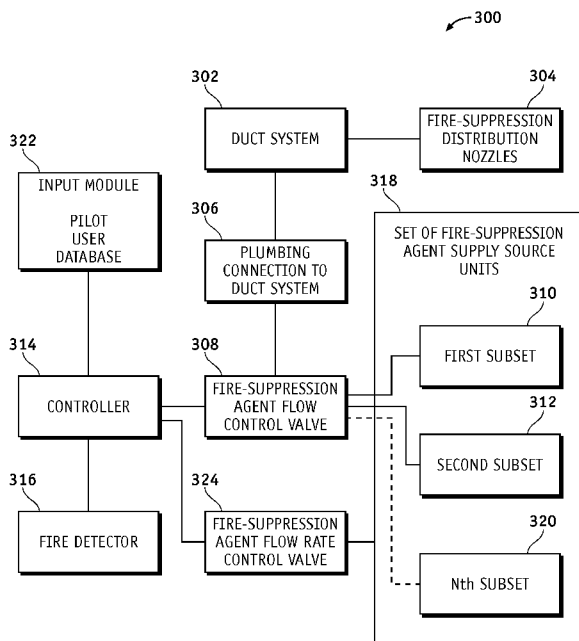 300
302
DUCT SYSTEM
304
FIRE-SUPPRESSION
DISTRIBUTION
NOZZLES
322
INPUT MODULE
PILOT
USER
DATABASE
306
PLUMBING
CONNECTION TO
DUCT SYSTEM
318
SET OF FIRE-SUPPRESSION
AGENT SUPPLY SOURCE
UNITS
310
FIRST SUBSET
314
CONTROLLER
308
FIRE-SUPPRESSION
AGENT FLOW
CONTROL VALVE
312
SECOND SUBSET
316
FIRE DETECTOR
324
FIRE-SUPPRESSION
AGENT FLOW RATE
CONTROL VALVE
320
Nth SUBSET